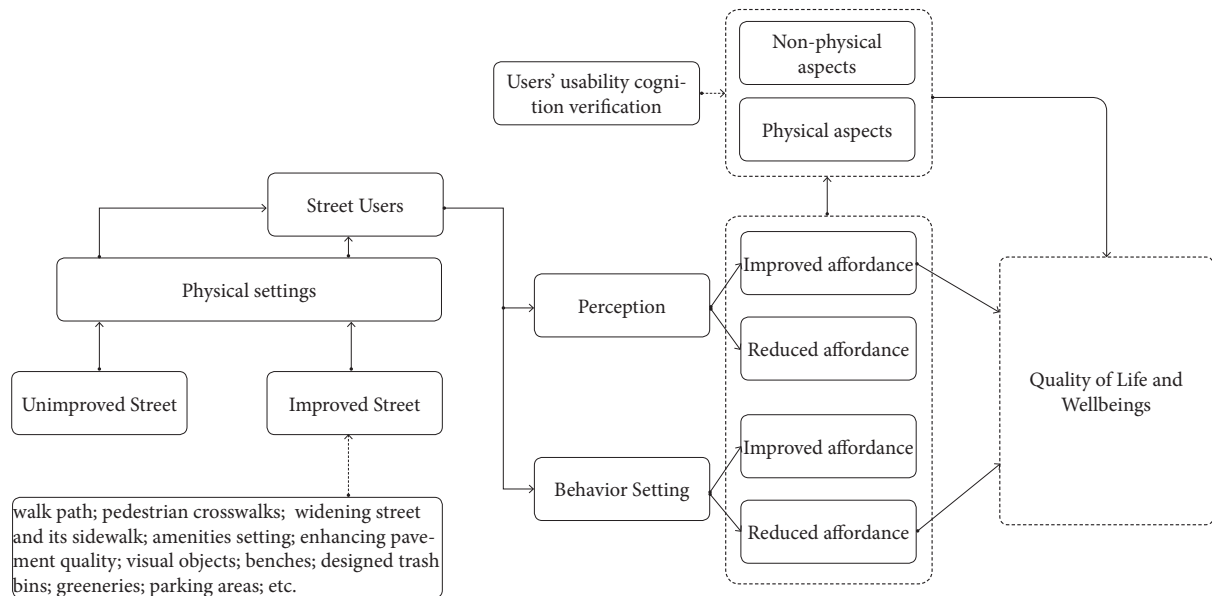 Non-physical
aspects
Users’ usability cogni-
tion verification
Physical aspects
Street Users
Improved affordance
Physical settings
Perception
Reduced affordance
Unimproved Street
Improved Street
Quality of Life and
Wellbeings
Improved affordance
Behavior Setting
Reduced affordance
walk path; pedestrian crosswalks;  widening street
and its sidewalk; amenities setting; enhancing pave-
ment quality; visual objects; benches; designed trash
bins; greeneries; parking areas; etc.